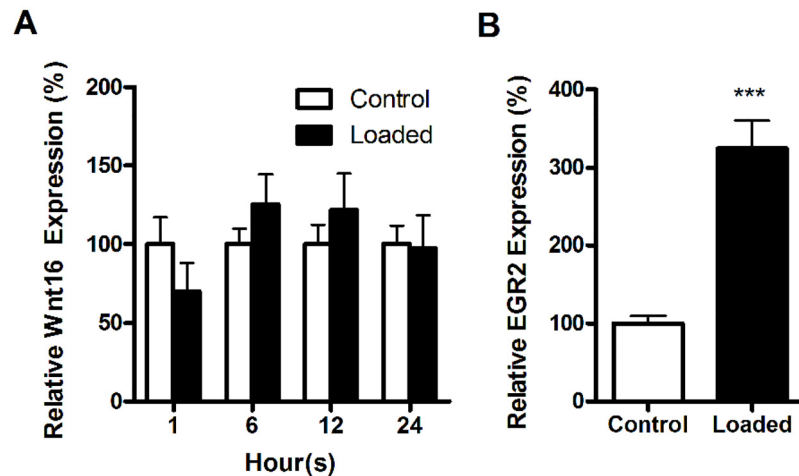 A
Relative Wnt16 Expression (%)
200
150
100
50
0
Control
Loaded
1 6 12 24
Hour(s)
B
Relative EGR2 Expression (%)
400
300
200
100
0
***
Control Loaded